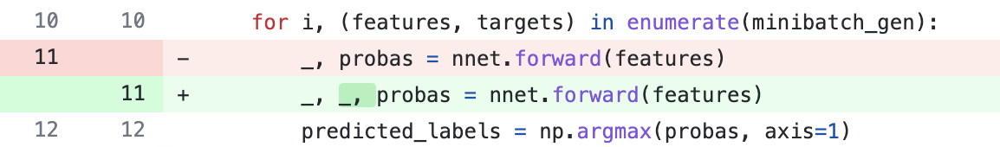 10 10 for i, (features, targets) in enumerate(minibatch_gen):
11 - _, probas = nnet.forward(features)
11 + _, _, probas = nnet.forward(features)
12 12 predicted_labels = np.argmax(probas, axis=1)